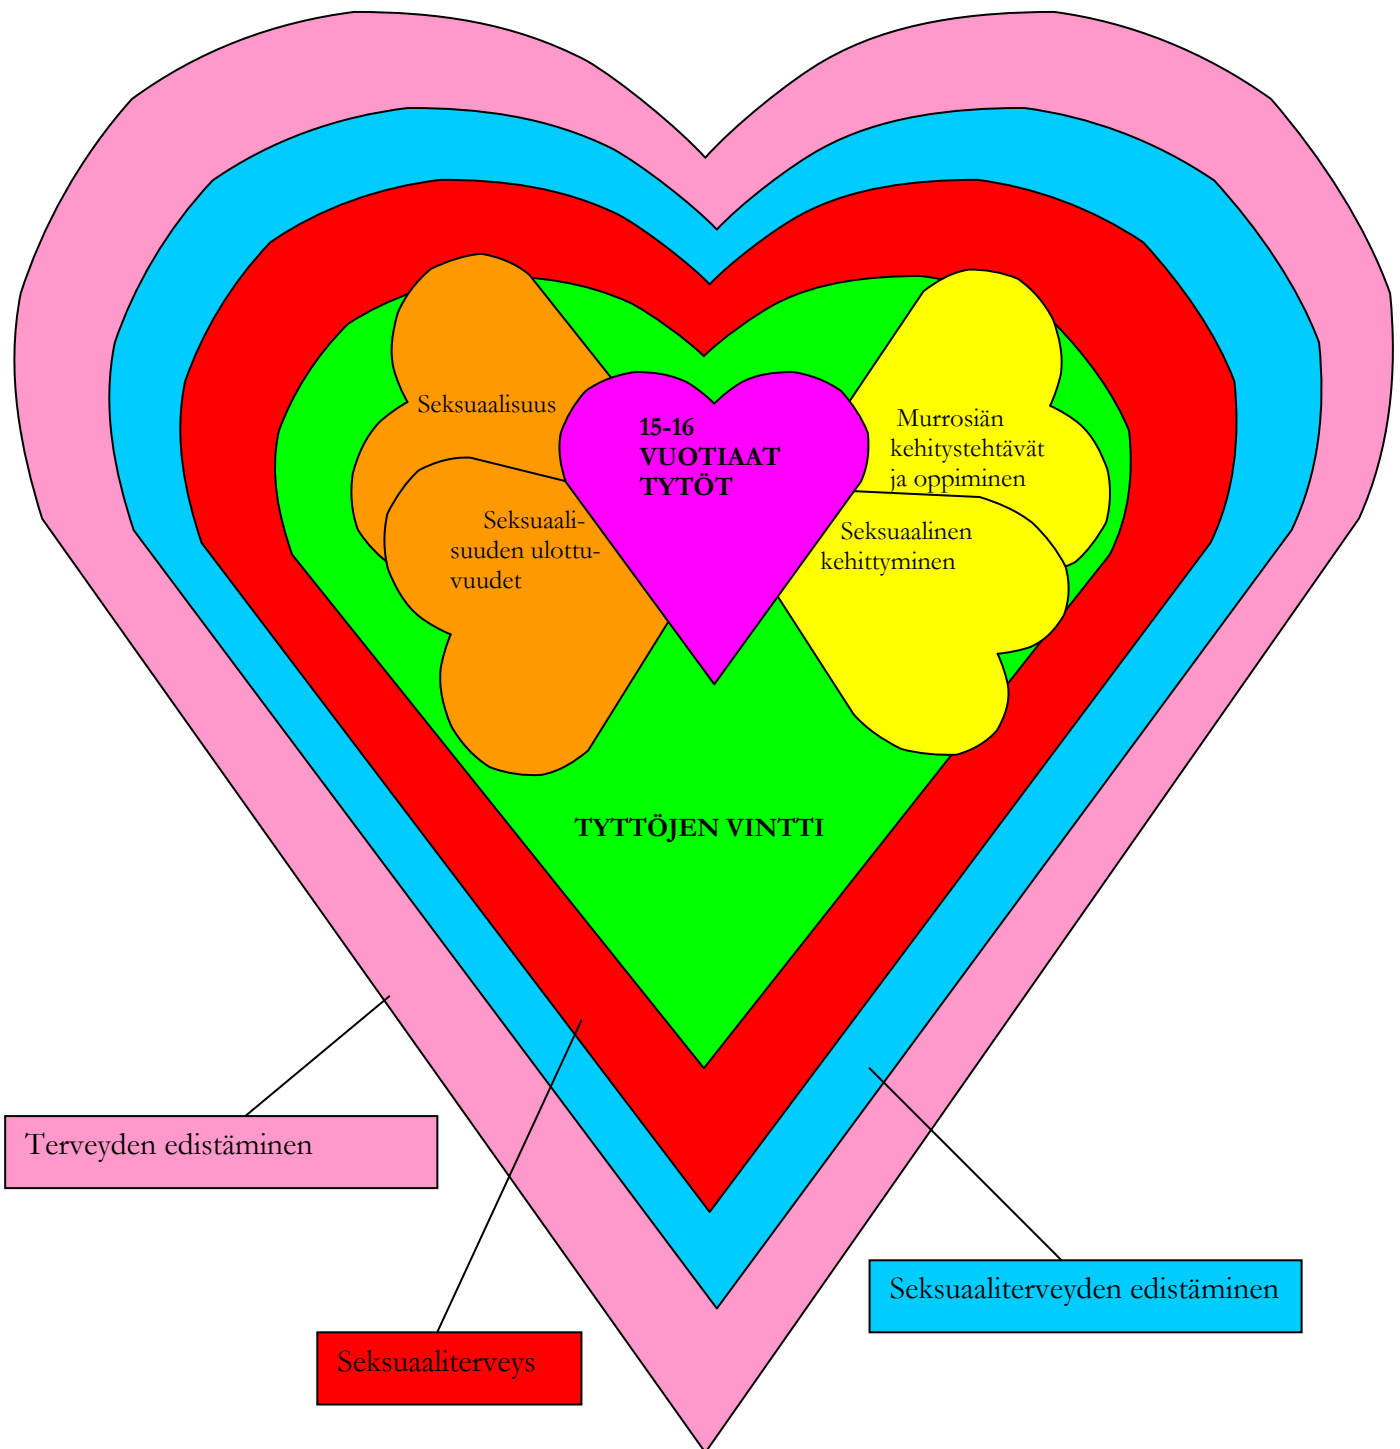 Seksuaalisuus
15-16
VUOTIAAT
TYTÖT
Murrosiän
kehitystehtävät
ja oppiminen
Seksuaali-
suuden ulottu-
vuudet
Seksuaalinen
kehittyminen
TYTTÖJEN VINTTI
Terveyden edistäminen
Seksuaaliterveyden edistäminen
Seksuaaliterveys